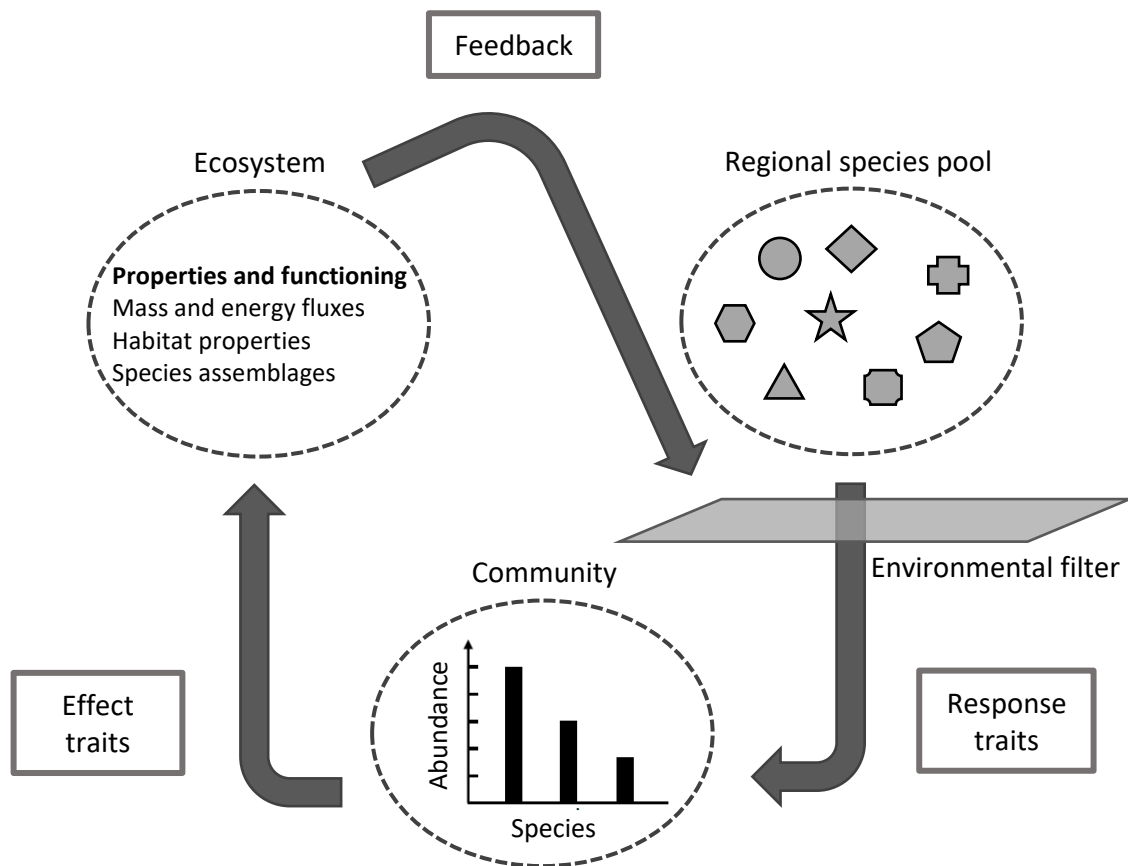 Feedback
Ecosystem
Regional species pool
Properties and functioning
Mass and energy fluxes
Habitat properties
Species assemblages
Environmental filter
Community
Abundance
Species
Effect
traits
Response
traits